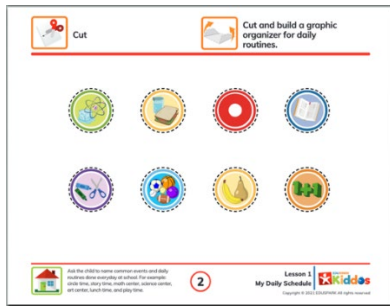 Cut
Cut and build a graphic
organizer for daily
routines.
1+1
Ask the child to name common events and daily
routines done everyday at school. For example:
circle time, story time, math center, science center,
art center, lunch time, and play time.
2
Lesson 1
My Daily Schedule
Kiddos